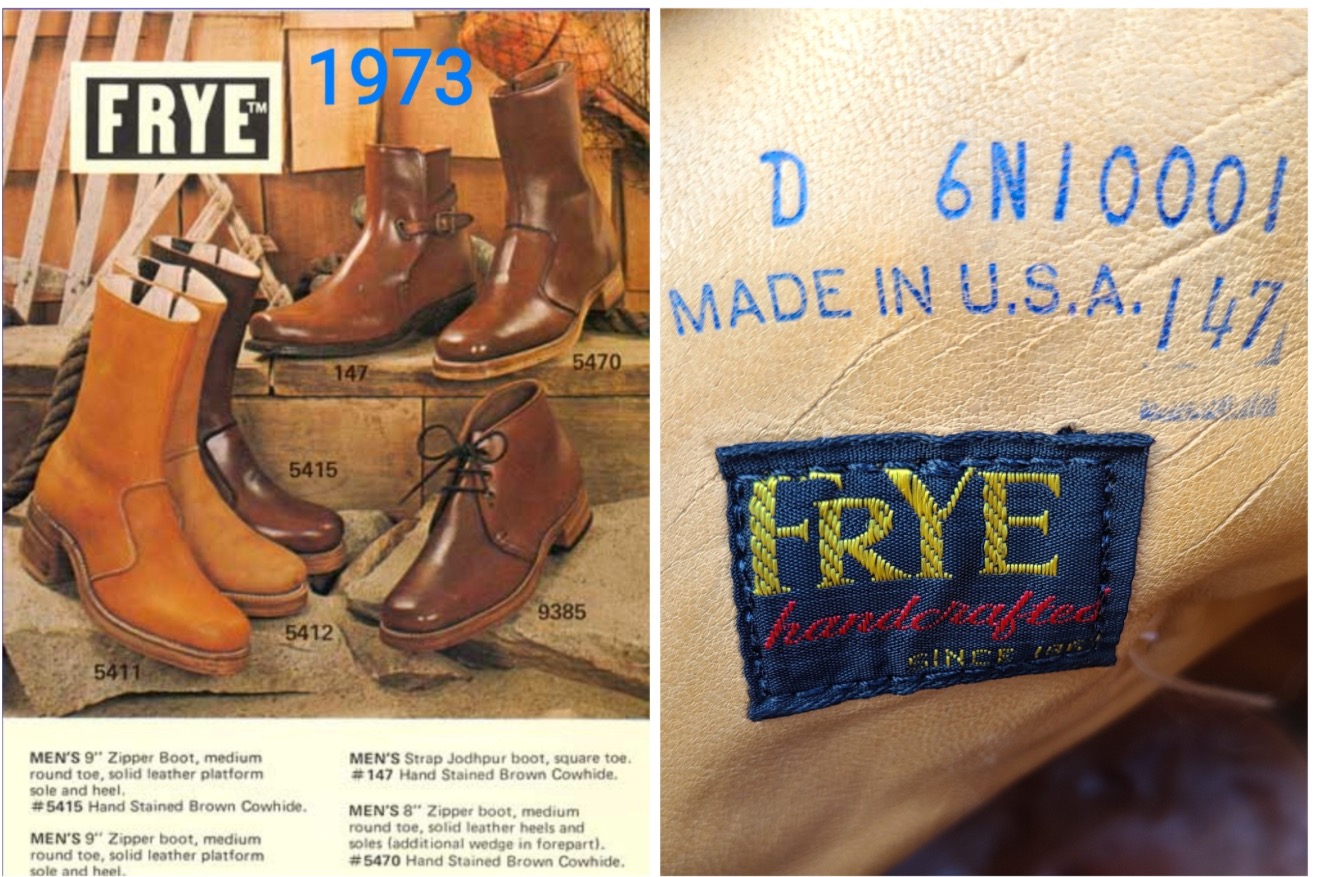 FRYE™
1973
147
5470
5415
9385
5412
5411
MEN'S 9" Zipper Boot, medium
round toe, solid leather platform
sole and heel.
#5415 Hand Stained Brown Cowhide.
MEN'S 9" Zipper boot, medium
round toe, solid leather platform
sole and heel.
MEN'S Strap Jodhpur boot, square toe.
#147 Hand Stained Brown Cowhide.
MEN'S 8" Zipper boot, medium
round toe, solid leather heels and
soles (additional wedge in forepart).
#5470 Hand Stained Brown Cowhide.
D 6N10001
MADE IN U.S.A. 147
FRYE
handcrafted
SINCE